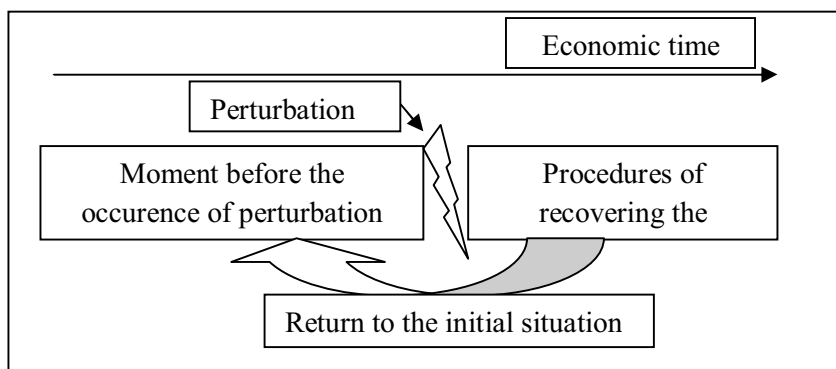 Economic time
Perturbation
Moment before the
occurence of perturbation
Procedures of
recovering the
Return to the initial situation